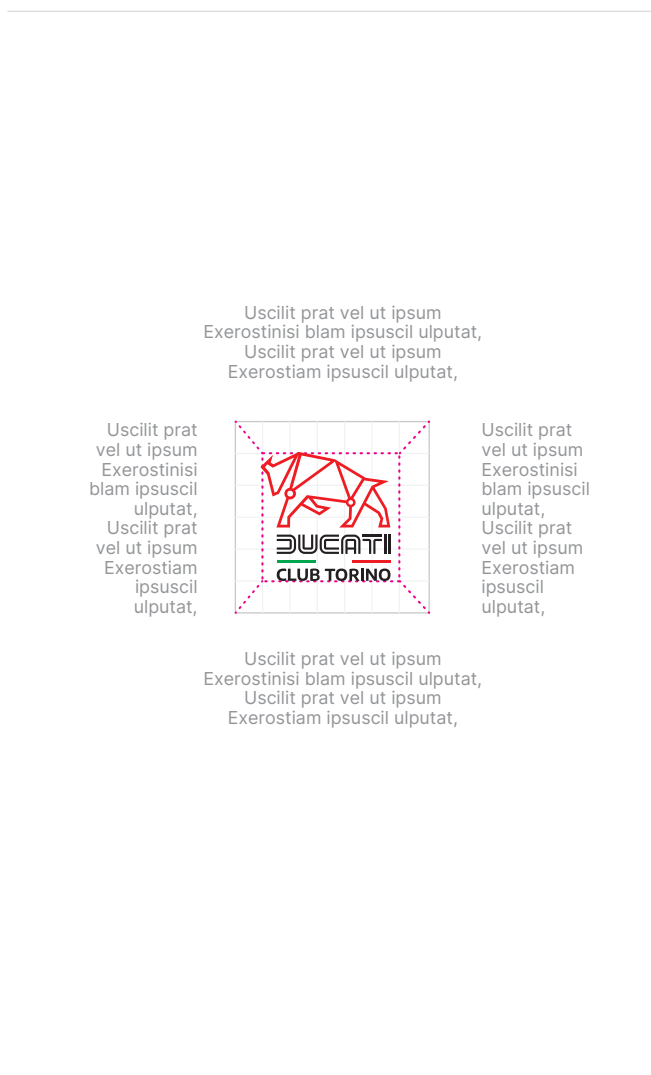 Uscilit prat vel ut ipsum
Exerostinisi blam ipsuscil ulputat,
Uscilit prat vel ut ipsum
Exerostiam ipsuscil ulputat,
Uscilit prat
vel ut ipsum
Exerostinisi
blam ipsuscil
ulputat,
Uscilit prat
vel ut ipsum
Exerostiam
ipsuscil
ulputat,
DUCATI
CLUB TORINO
Uscilit prat
vel ut ipsum
Exerostinisi
blam ipsuscil
ulputat,
Uscilit prat
vel ut ipsum
Exerostiam
ipsuscil
ulputat,
Uscilit prat vel ut ipsum
Exerostinisi blam ipsuscil ulputat,
Uscilit prat vel ut ipsum
Exerostiam ipsuscil ulputat,